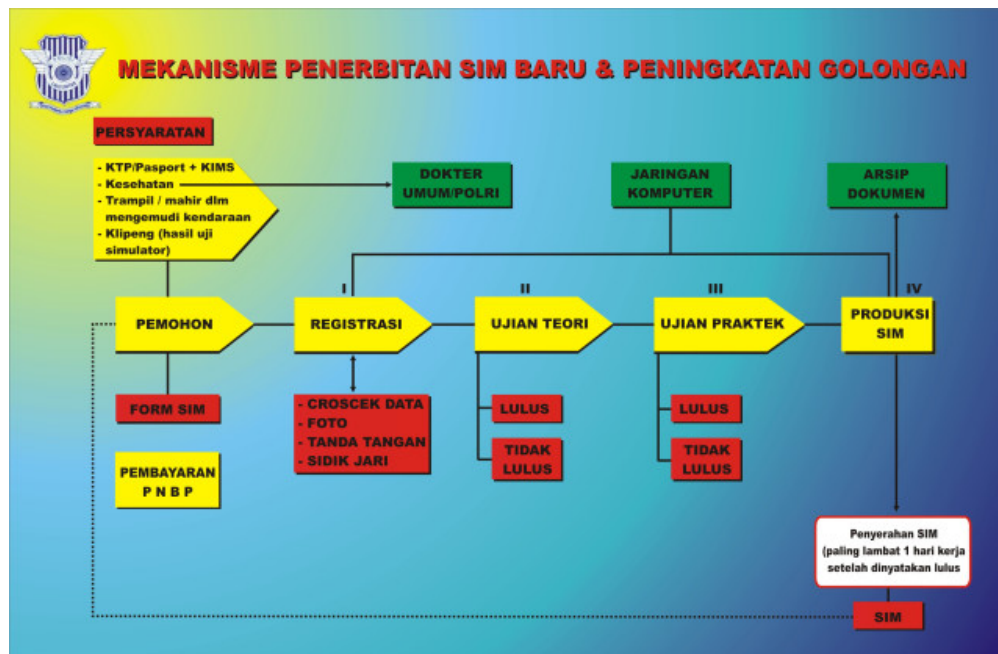 MEKANISME PENERBITAN SIM BARU & PENINGKATAN GOLONGAN
PERSYARATAN
- KTP/Pasport + KIMS
- Kesehatan
- Trampil / mahir dlm
mengemudi kendaraan
- Klipeng (hasil uji
simulator)
DOKTER
UMUM/POLRI
JARINGAN
KOMPUTER
ARSIP
DOKUMEN
I
II
III
IV
PEMOHON
REGISTRASI
UJIAN TEORI
UJIAN PRAKTEK
PRODUKSI
SIM
FORM SIM
- CROSCEK DATA
- FOTO
- TANDA TANGAN
- SIDIK JARI
LULUS
TIDAK
LULUS
LULUS
TIDAK
LULUS
PEMBAYARAN
P N B P
Penyerahan SIM
(paling lambat 1 hari kerja
setelah dinyatakan lulus
SIM